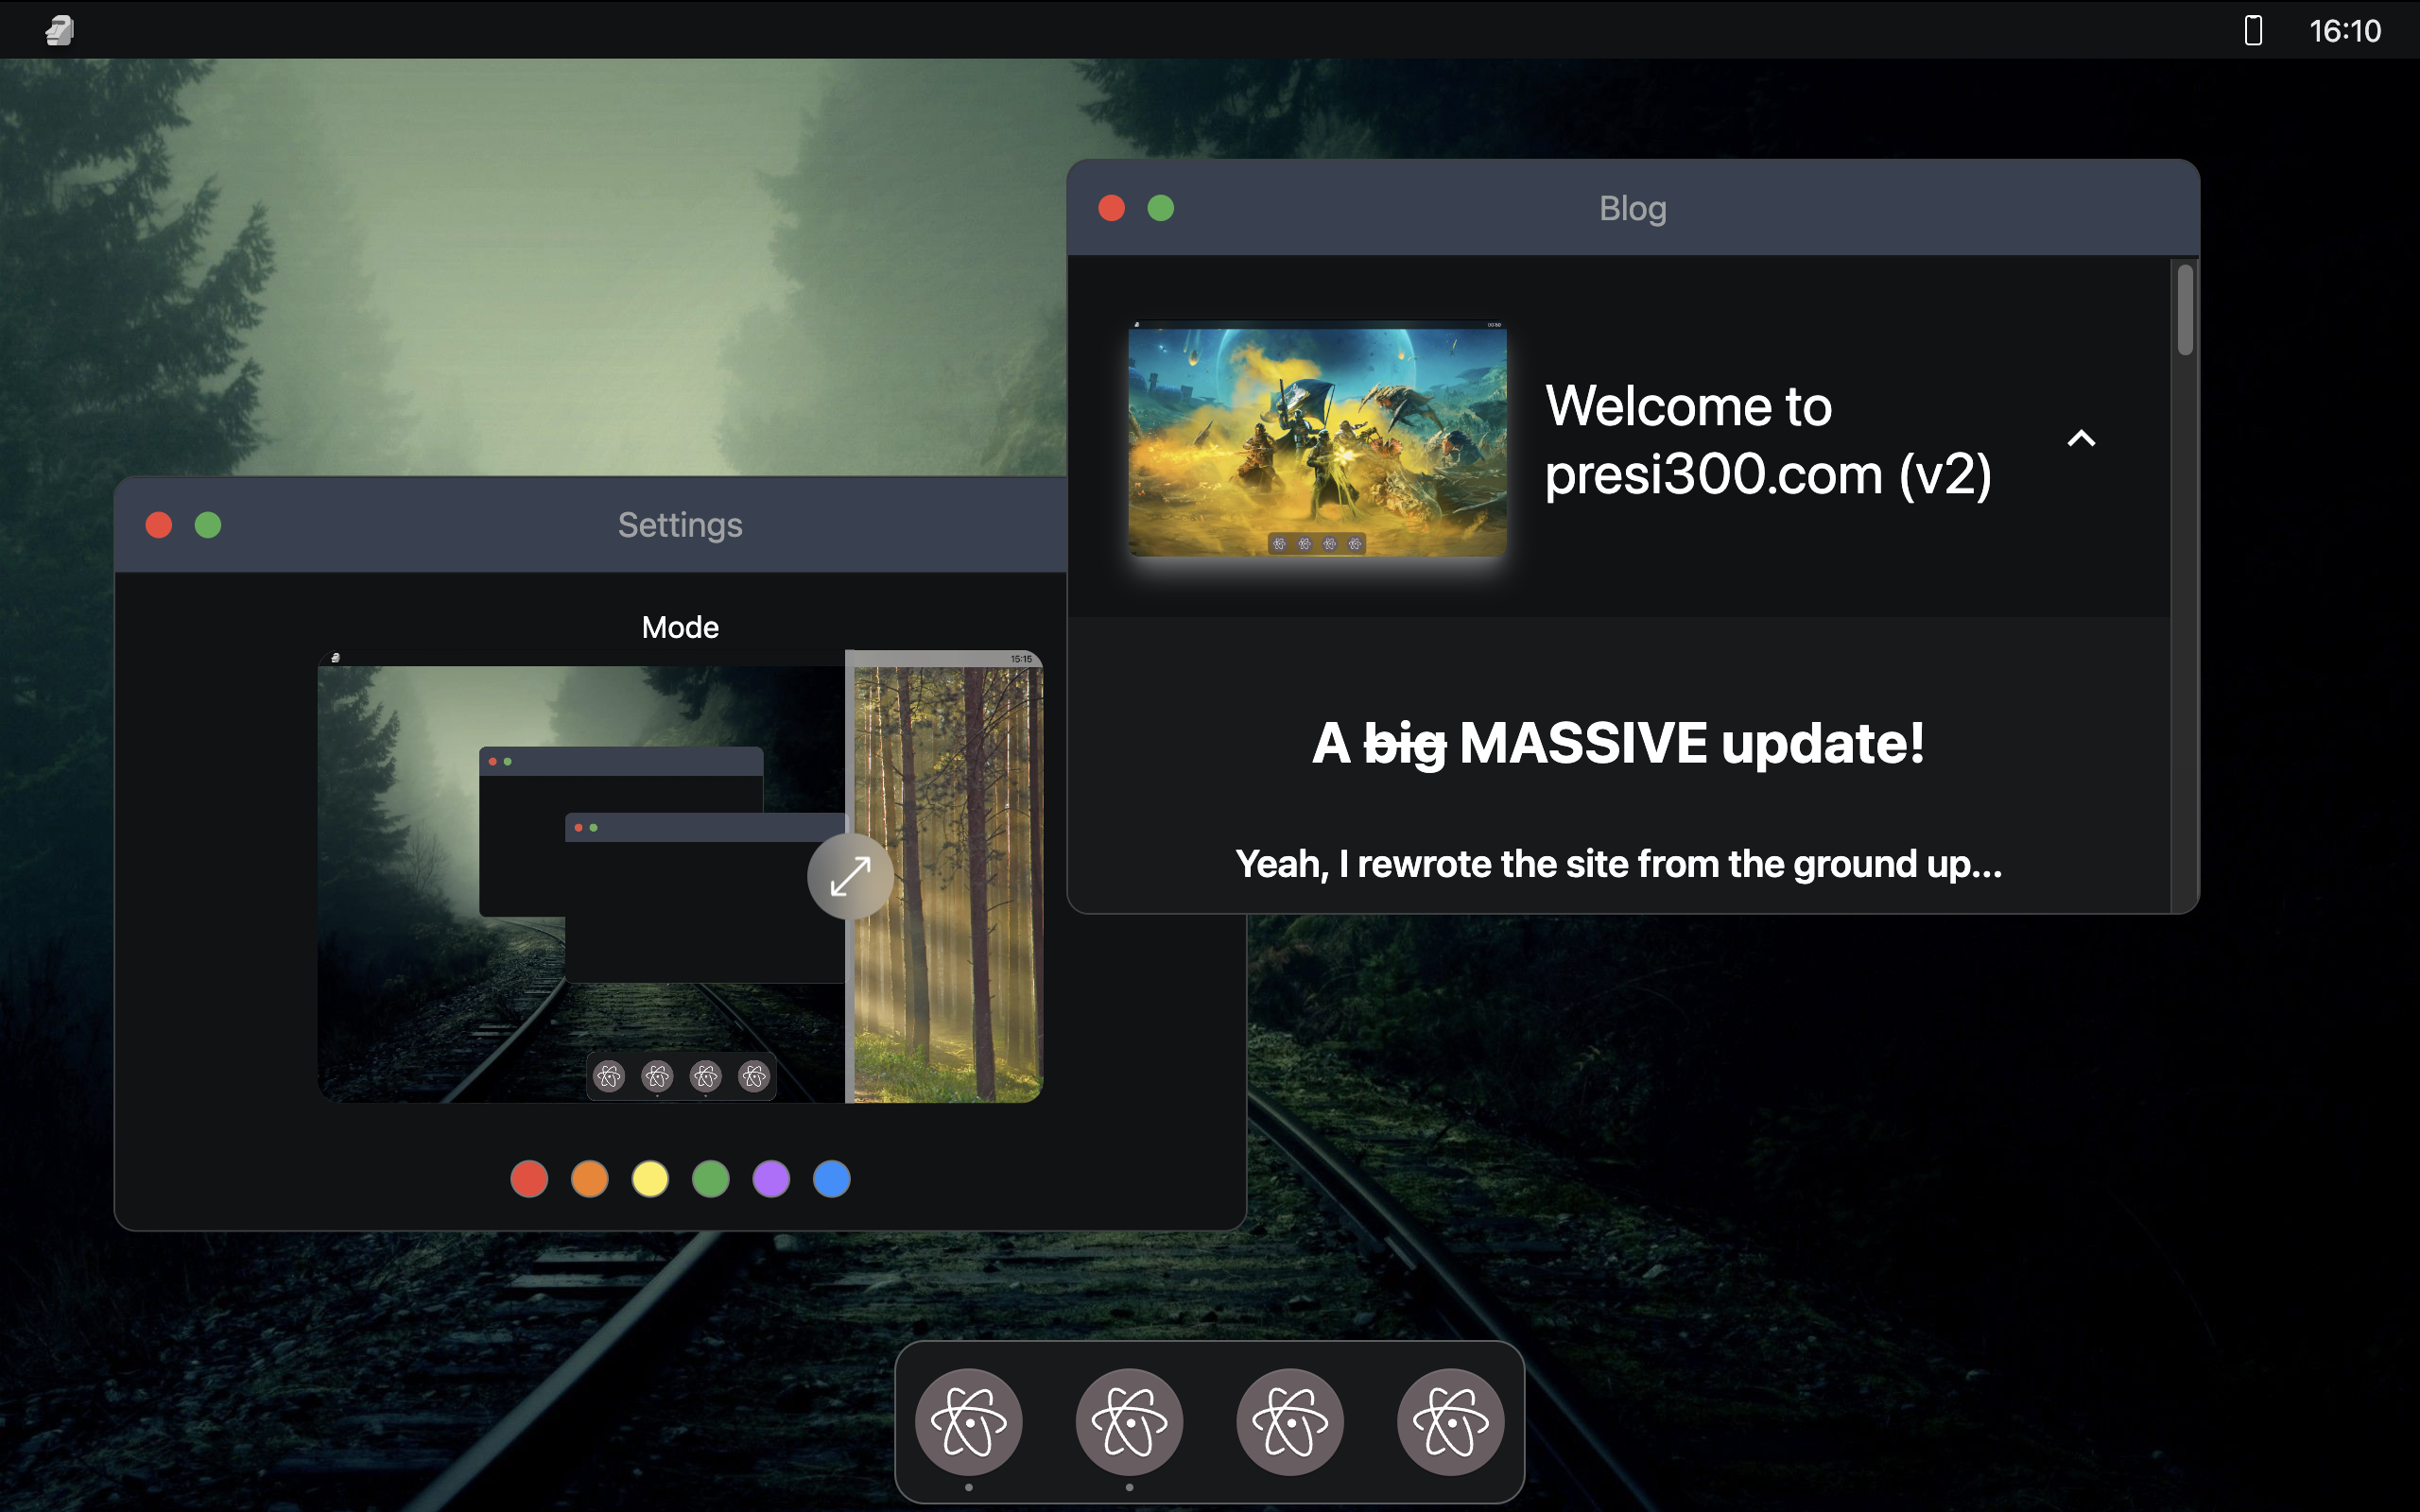 16:10
Blog
Welcome to
presi300.com (v2)
A big MASSIVE update!
Yeah, I rewrote the site from the ground up...
Settings
Mode
15:15